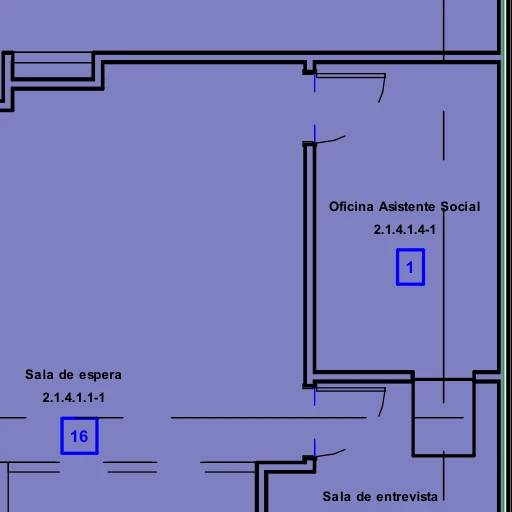 Oficina Asistente Social
2.1.4.1.4-1
1
Sala de espera
2.1.4.1.1-1
16
Sala de entrevista